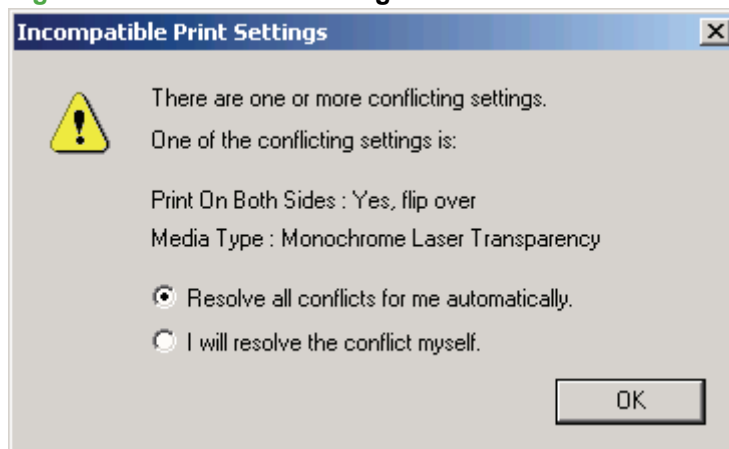 Incompatible Print Settings
There are one or more conflicting settings.
One of the conflicting settings is:
Print On Both Sides : Yes, flip over
Media Type : Monochrome Laser Transparency
Resolve all conflicts for me automatically.
I will resolve the conflict myself.
OK